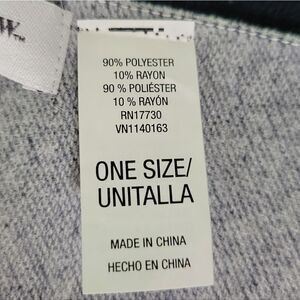 90% POLYESTER
10% RAYON
90 % POLIÉSTER
10 % RAYÓN
RN17730
VN1140163
ONE SIZE/
UNITALLA
MADE IN CHINA
HECHO EN CHINA